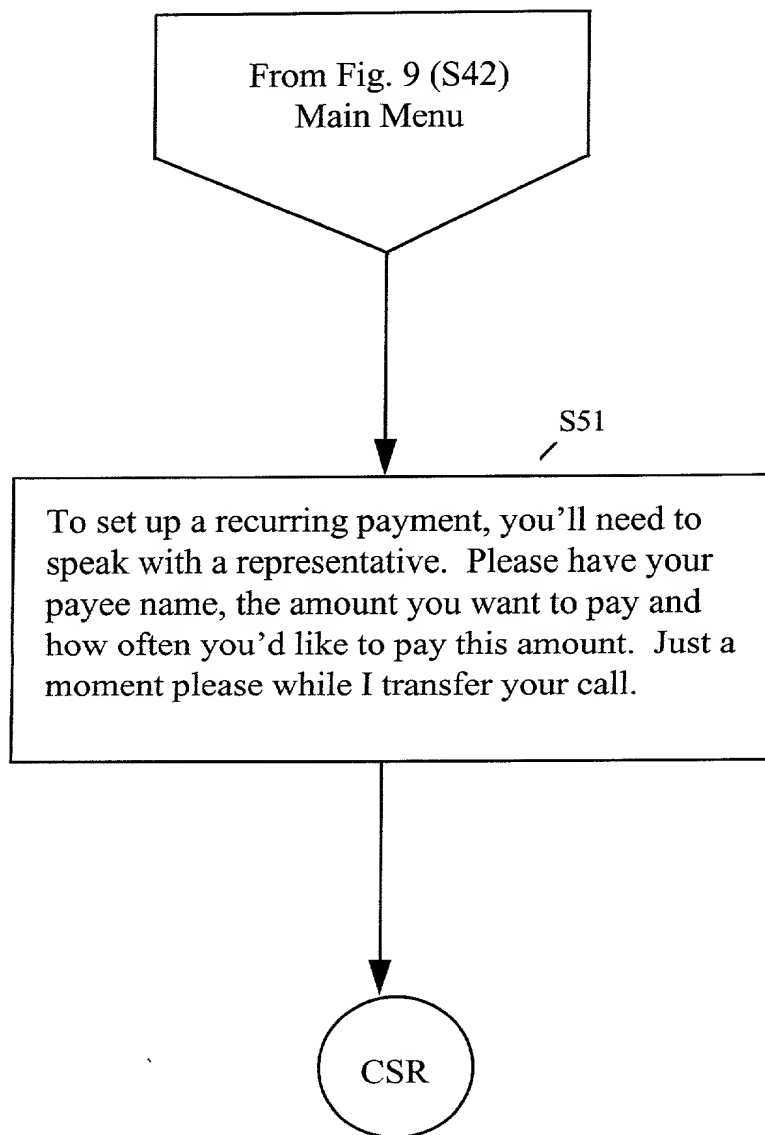 From Fig. 9 (S42)
Main Menu
S51
To set up a recurring payment, you’ll need to
speak with a representative.  Please have your
payee name, the amount you want to pay and
how often you’d like to pay this amount.  Just a
moment please while I transfer your call.
CSR